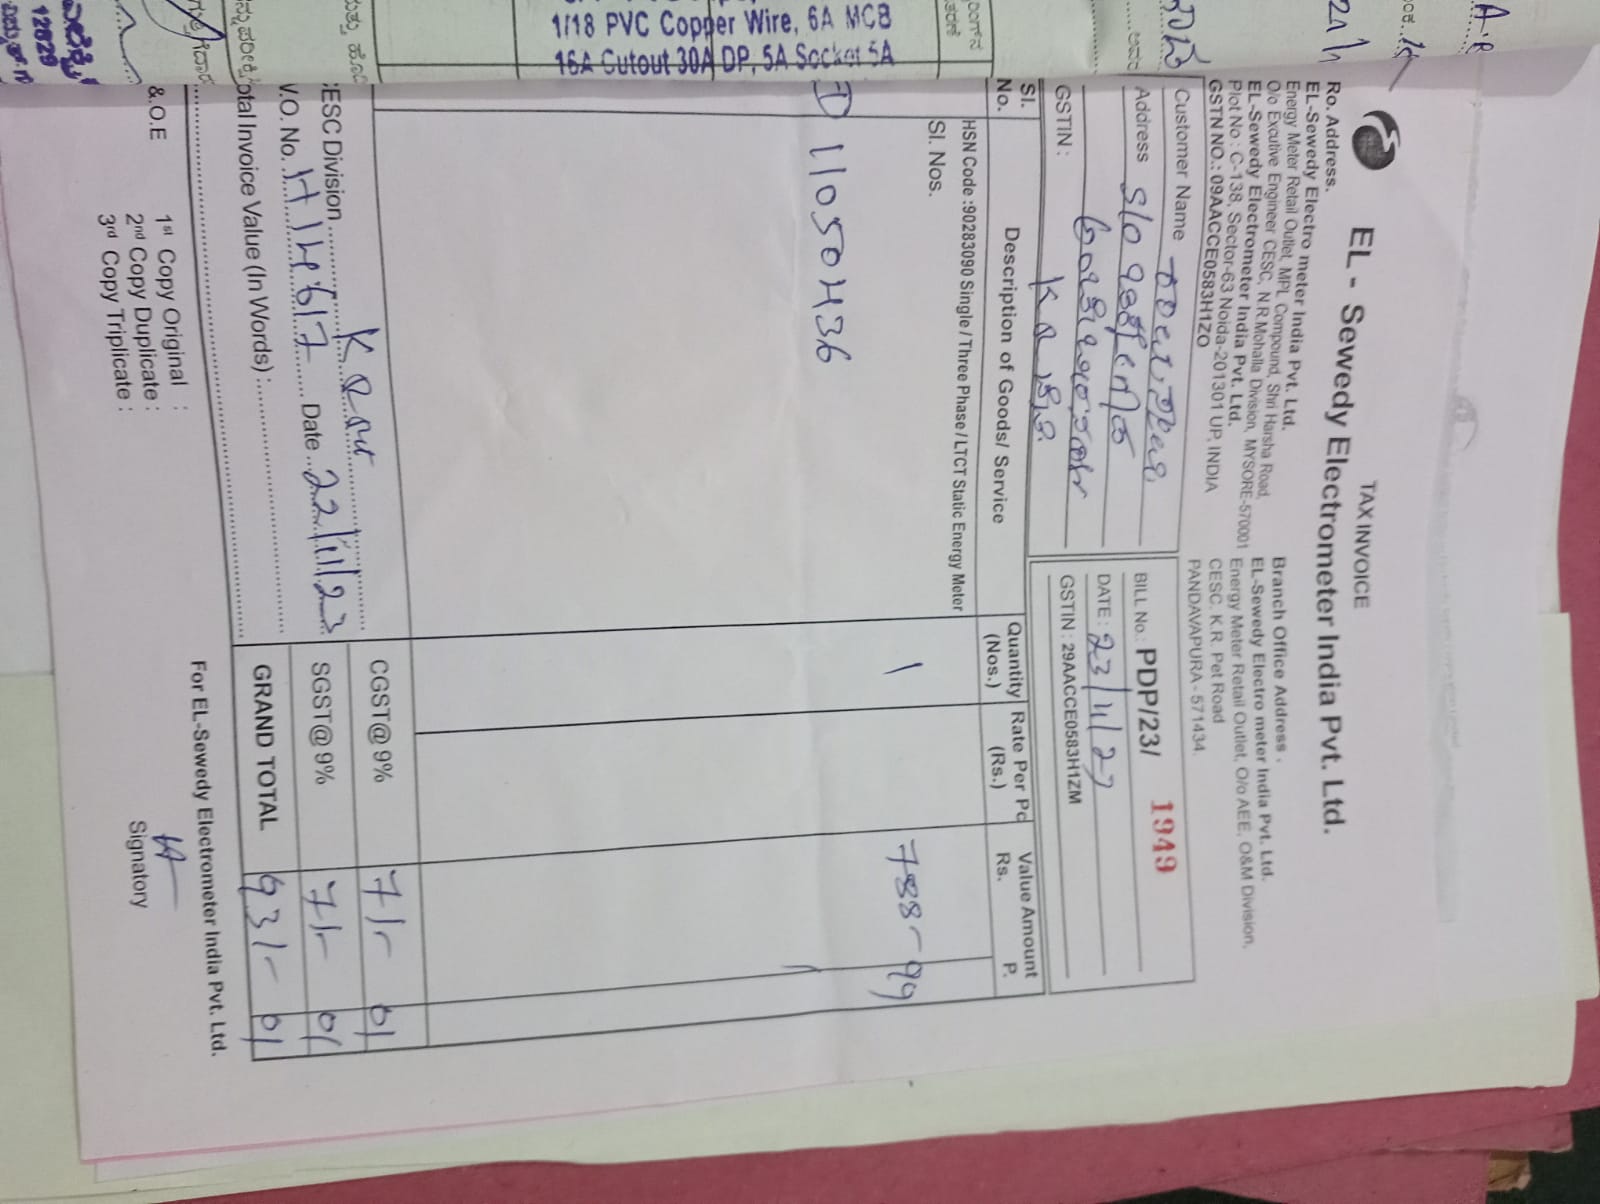 1/18 PVC Copper Wire, 6A MCB
16A Cutout 30A DP, 5A Socket 5A
12829
TAX INVOICE
EL - Sewedy Electrometer India Pvt. Ltd.
Ro. Address.
EL-Sewedy Electro meter India Pvt. Ltd.
Energy Meter Retail Outlet, MPL Compound, Shri Harsha Road,
O/o Excutive Engineer CESC, N.R.Mohalla Division, MYSORE-570001
EL-Sewedy Electrometer India Pvt. Ltd.
Plot No : C-138, Sector-63 Noida-201301 UP, INDIA
GSTN NO.: 09AACCE0583H1ZO
Branch Office Address -
EL-Sewedy Electro meter India Pvt. Ltd.
Energy Meter Retail Outlet, O/o AEE, O&M Division,
CESC. K.R. Pet Road
PANDAVAPURA - 571434.
Customer Name
Address S/o
GSTIN :
BILL No.: PDP/23/ 1949
DATE : 23/11/23
GSTIN : 29AACCE0583H1ZM
Sl. No. Description of Goods/ Service Quantity (Nos.) Rate Per Pc (Rs.) Value Amount Rs. P.
HSN Code :90283090 Single / Three Phase / LTCT Static Energy Meter
Sl. Nos.
1 788-99
11050436
ESC Division
CGST@ 9% 71/- 01
.O. No. H14617 Date 22/11/23
SGST@ 9% 71/- 01
otal Invoice Value (In Words) :
GRAND TOTAL 931/- 01
For EL-Sewedy Electrometer India Pvt. Ltd.
&.O.E
1st Copy Original :
2nd Copy Duplicate :
3rd Copy Triplicate :
Signatory